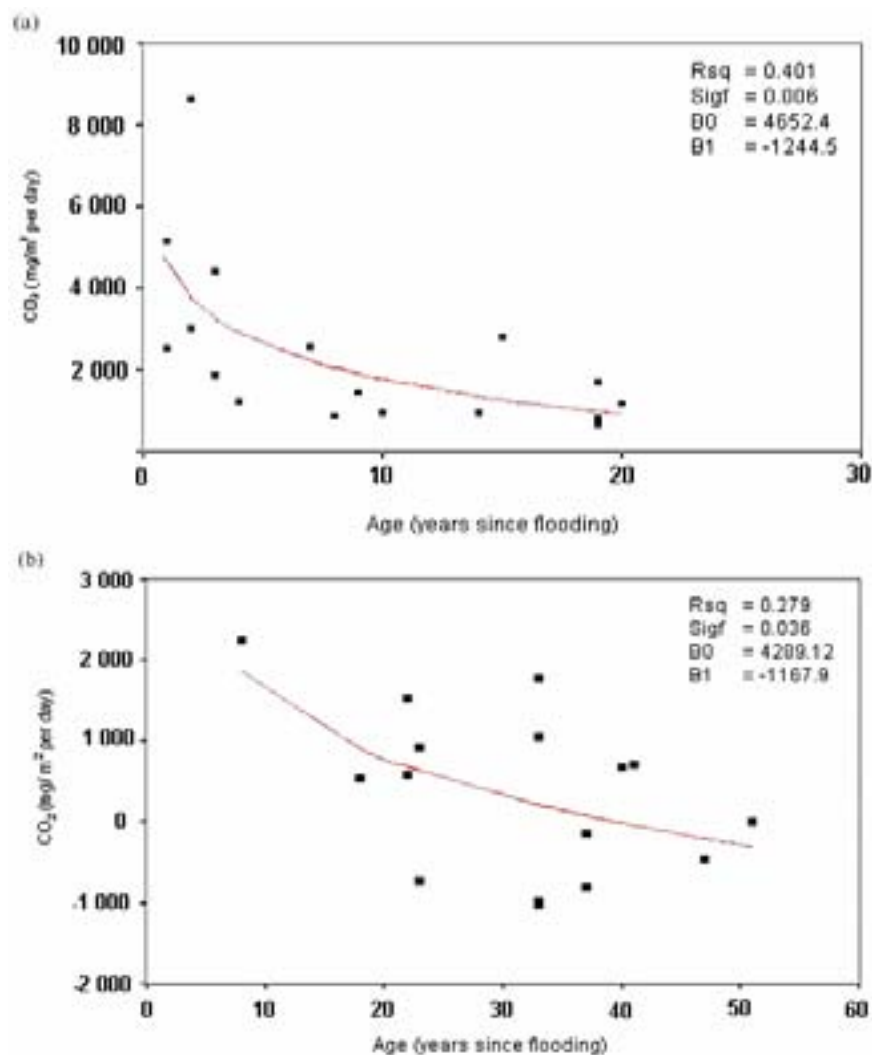 (a)
10 000
8 000
6 000
4 000
2 000
0
10
20
30
CO₂ (mg/m² per day)
Rsq = 0.401
Sigf = 0.006
B0 = 4652.4
B1 = -1244.5
Age (years since flooding)
(b)
3 000
2 000
1 000
0
-1 000
-2 000
0
10
20
30
40
50
60
CO₂ (mg/m² per day)
Rsq = 0.279
Sigf = 0.036
B0 = 4289.12
B1 = -1167.9
Age (years since flooding)